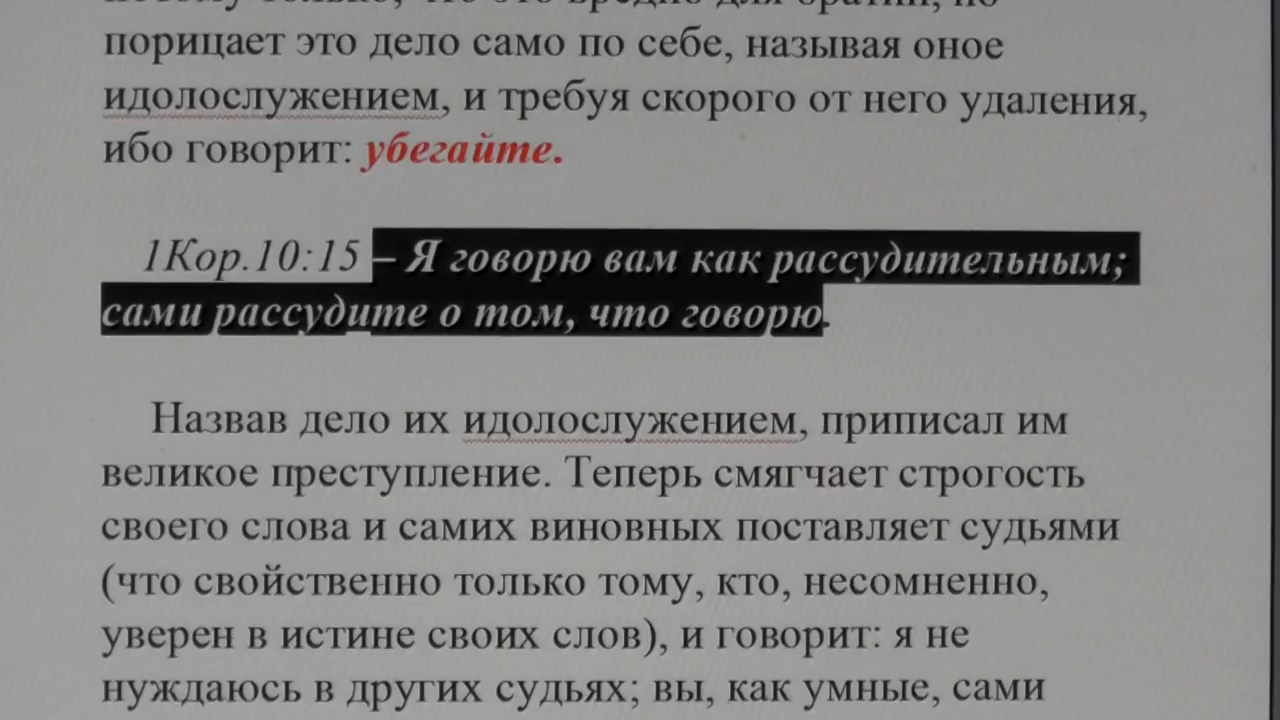 порицает это дело само по себе, называя оное
идолослужением, и требуя скорого от него удаления,
ибо говорит: убегайте.
1Кор.10:15 – Я говорю вам как рассудительным;
сами рассудите о том, что говорю.
Назвав дело их идолослужением, приписал им
великое преступление. Теперь смягчает строгость
своего слова и самих виновных поставляет судьями
(что свойственно только тому, кто, несомненно,
уверен в истине своих слов), и говорит: я не
нуждаюсь в других судьях; вы, как умные, сами